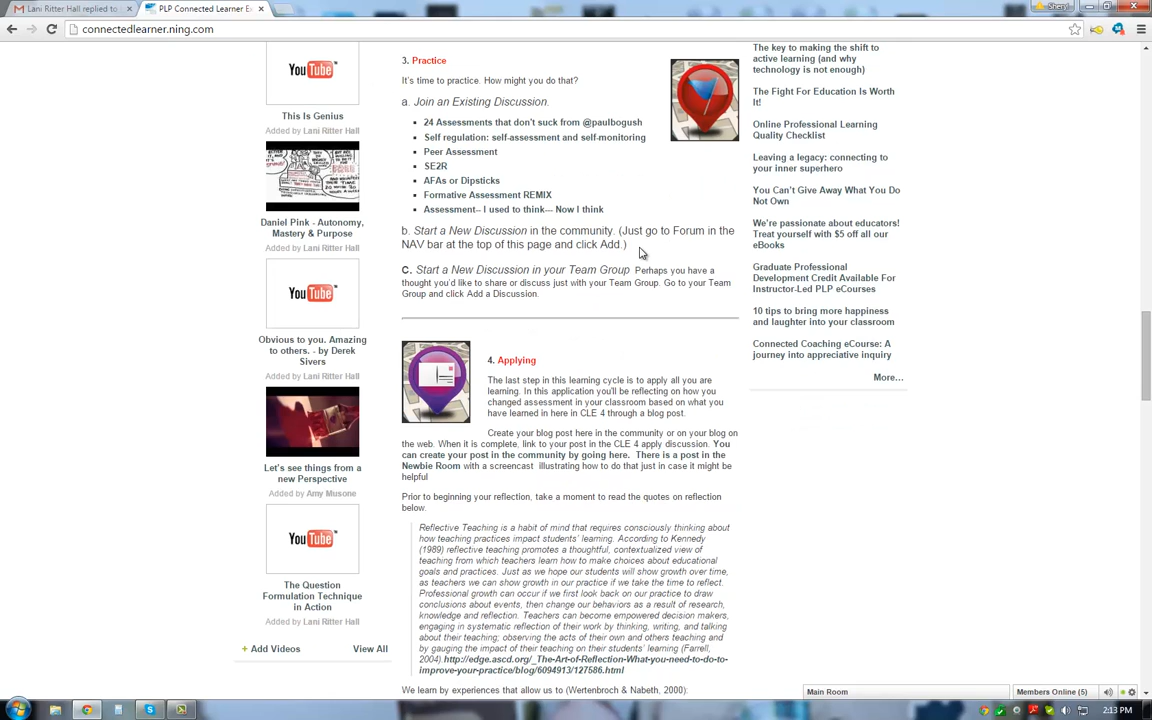 Lani Ritter Hall replied to
PLP Connected Learner Ex
Sheryl
connectedlearner.ning.com
You Tube
This Is Genius
Added by Lani Ritter Hall
Daniel Pink - Autonomy,
Mastery & Purpose
Added by Lani Ritter Hall
You Tube
Obvious to you. Amazing
to others. - by Derek
Sivers
Added by Lani Ritter Hall
Let's see things from a
new Perspective
Added by Amy Musone
You Tube
The Question
Formulation Technique
in Action
Added by Lani Ritter Hall
+ Add Videos
View All
3. Practice
It's time to practice. How might you do that?
a. Join an Existing Discussion.
24 Assessments that don't suck from @paulbogush
Self regulation: self-assessment and self-monitoring
Peer Assessment
SE2R
AFAs or Dipsticks
Formative Assessment REMIX
Assessment-- I used to think--- Now I think
b. Start a New Discussion in the community. (Just go to Forum in the
NAV bar at the top of this page and click Add.)
C. Start a New Discussion in your Team Group Perhaps you have a
thought you'd like to share or discuss just with your Team Group. Go to your Team
Group and click Add a Discussion.
4. Applying
The last step in this learning cycle is to apply all you are
learning. In this application you'll be reflecting on how you
changed assessment in your classroom based on what you
have learned in here in CLE 4 through a blog post.
Create your blog post here in the community or on your blog on
the web. When it is complete, link to your post in the CLE 4 apply discussion. You
can create your post in the community by going here. There is a post in the
Newbie Room with a screencast illustrating how to do that just in case it might be
helpful
Prior to beginning your reflection, take a moment to read the quotes on reflection
below.
Reflective Teaching is a habit of mind that requires consciously thinking about
how teaching practices impact students' learning. According to Kennedy
(1989) reflective teaching promotes a thoughtful, contextualized view of
teaching from which teachers learn how to make choices about educational
goals and practices. Just as we hope our students will show growth over time,
as teachers we can show growth in our practice if we take the time to reflect.
Professional growth can occur if we first look back on our practice to draw
conclusions about events, then change our behaviors as a result of research,
knowledge and reflection. Teachers can become empowered decision makers,
engaging in systematic reflection of their work by thinking, writing, and talking
about their teaching; observing the acts of their own and others teaching and
by gauging the impact of their teaching on their students' learning (Farrell,
2004).http://edge.ascd.org/_The-Art-of-Reflection-What-you-need-to-do-to-
improve-your-practice/blog/6094913/127586.html
We learn by experiences that allow us to (Wertenbroch & Nabeth, 2000):
The key to making the shift to
active learning (and why
technology is not enough)
The Fight For Education Is Worth
It!
Online Professional Learning
Quality Checklist
Leaving a legacy: connecting to
your inner superhero
You Can't Give Away What You Do
Not Own
We're passionate about educators!
Treat yourself with $5 off all our
eBooks
Graduate Professional
Development Credit Available For
Instructor-Led PLP eCourses
10 tips to bring more happiness
and laughter into your classroom
Connected Coaching eCourse: A
journey into appreciative inquiry
More...
Main Room
Members Online (5)
2:13 PM